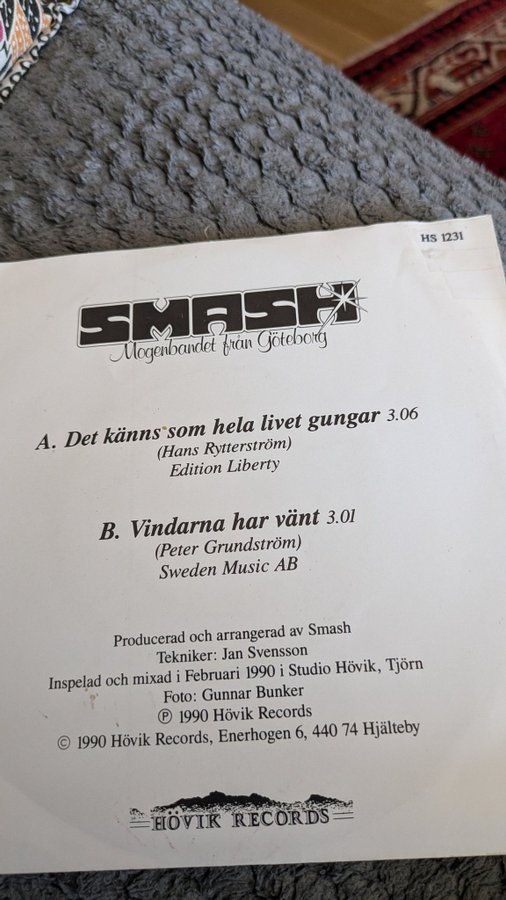 HS 1231
SMASH
Mogenbandet från Göteborg
A. Det känns som hela livet gungar 3.06
(Hans Rytterström)
Edition Liberty
B. Vindarna har vänt 3.01
(Peter Grundström)
Sweden Music AB
Producerad och arrangerad av Smash
Tekniker: Jan Svensson
Inspelad och mixad i Februari 1990 i Studio Hövik, Tjörn
Foto: Gunnar Bunker
℗ 1990 Hövik Records
© 1990 Hövik Records, Enerhogen 6, 440 74 Hjälteby
HÖVIK RECORDS